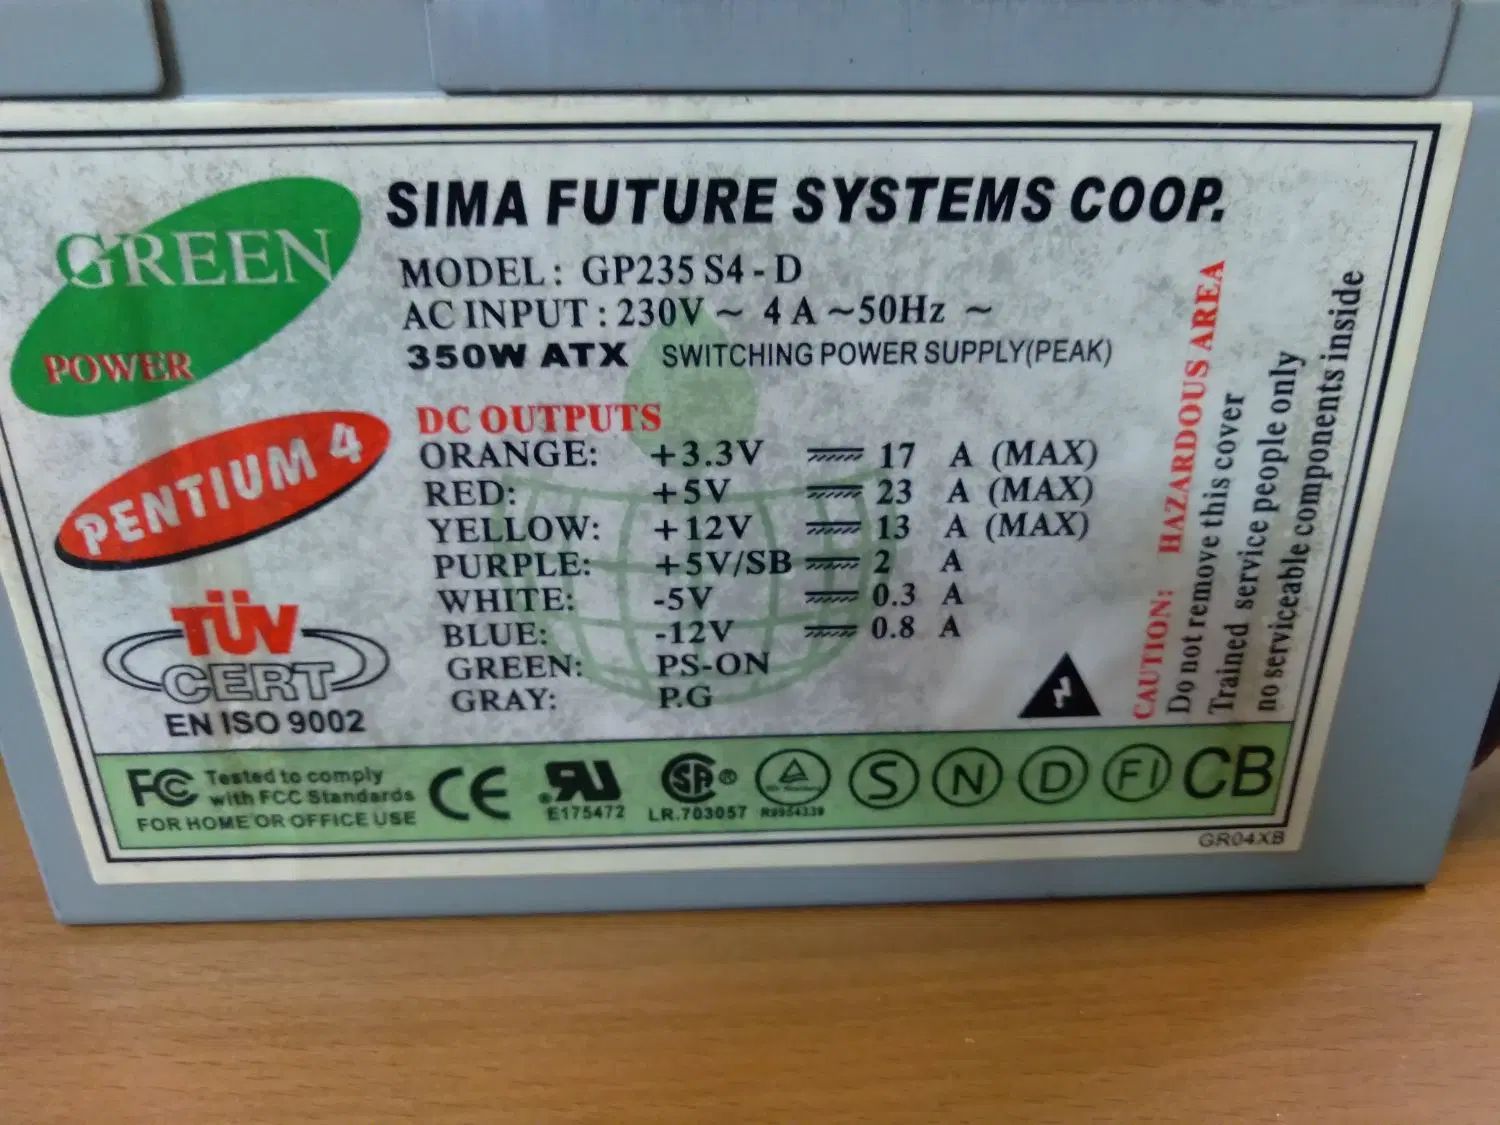 GREEN
POWER
PENTIUM 4
SIMA FUTURE SYSTEMS COOP.
MODEL : GP235 S4 - D
AC INPUT : 230V ~ 4 A ~50Hz ~
350W ATX SWITCHING POWER SUPPLY(PEAK)
DC OUTPUTS
ORANGE: +3.3V 17 A (MAX)
RED: +5V 23 A (MAX)
YELLOW: +12V 13 A (MAX)
PURPLE: +5V/SB 2 A
WHITE: -5V 0.3 A
BLUE: -12V 0.8 A
GREEN: PS-ON
GRAY: P.G
TÜV
CERT
EN ISO 9002
CAUTION: HAZARDOUS AREA
Do not remove this cover
Trained service people only
no serviceable components inside
FC Tested to comply
with FCC Standards
FOR HOME OR OFFICE USE
CE
RU ®
E175472
SA ®
LR.703057
R9954339
S N D FI CB
GR04XB